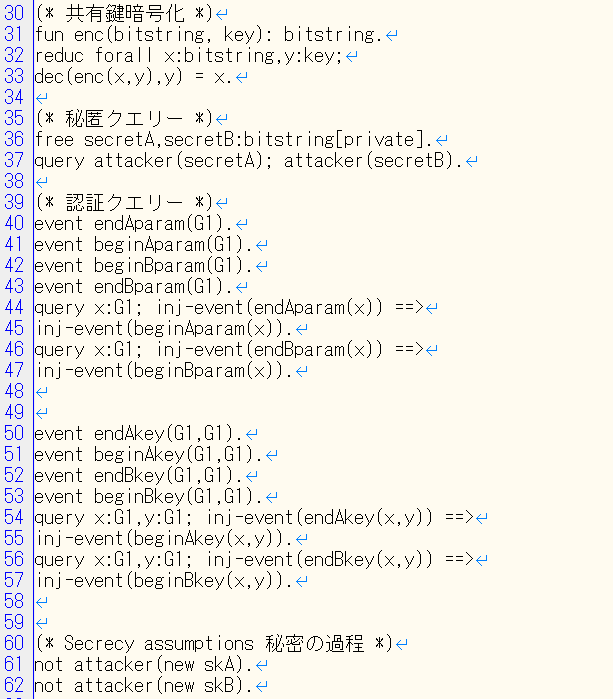 30 (* 共有鍵暗号化 *)↵
31 fun enc(bitstring, key): bitstring.↵
32 reduc forall x:bitstring,y:key;↵
33 dec(enc(x,y),y) = x.↵
34 ↵
35 (* 秘匿クエリー *)↵
36 free secretA,secretB:bitstring[private].↵
37 query attacker(secretA); attacker(secretB).↵
38 ↵
39 (* 認証クエリー *)↵
40 event endAparam(G1).↵
41 event beginAparam(G1).↵
42 event beginBparam(G1).↵
43 event endBparam(G1).↵
44 query x:G1; inj-event(endAparam(x)) ==>↵
45 inj-event(beginAparam(x)).↵
46 query x:G1; inj-event(endBparam(x)) ==>↵
47 inj-event(beginBparam(x)).↵
48 ↵
49 ↵
50 event endAkey(G1,G1).↵
51 event beginAkey(G1,G1).↵
52 event endBkey(G1,G1).↵
53 event beginBkey(G1,G1).↵
54 query x:G1,y:G1; inj-event(endAkey(x,y)) ==>↵
55 inj-event(beginAkey(x,y)).↵
56 query x:G1,y:G1; inj-event(endBkey(x,y)) ==>↵
57 inj-event(beginBkey(x,y)).↵
58 ↵
59 ↵
60 (* Secrecy assumptions 秘密の過程 *)↵
61 not attacker(new skA).↵
62 not attacker(new skB).↵